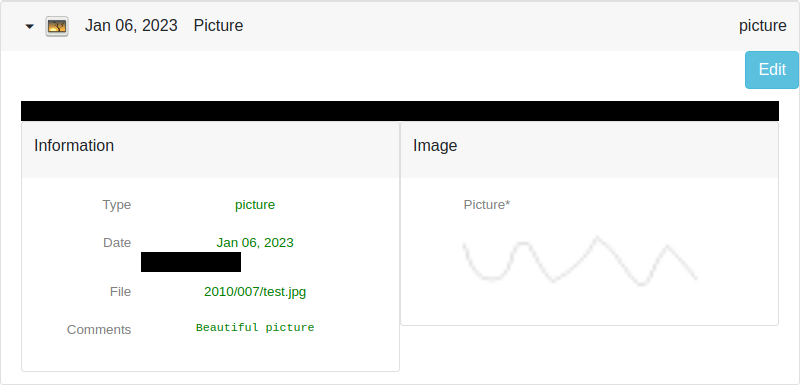 Jan 06, 2023 Picture picture
Edit
Information
Type picture
Date Jan 06, 2023
File 2010/007/test.jpg
Comments Beautiful picture
Image
Picture*